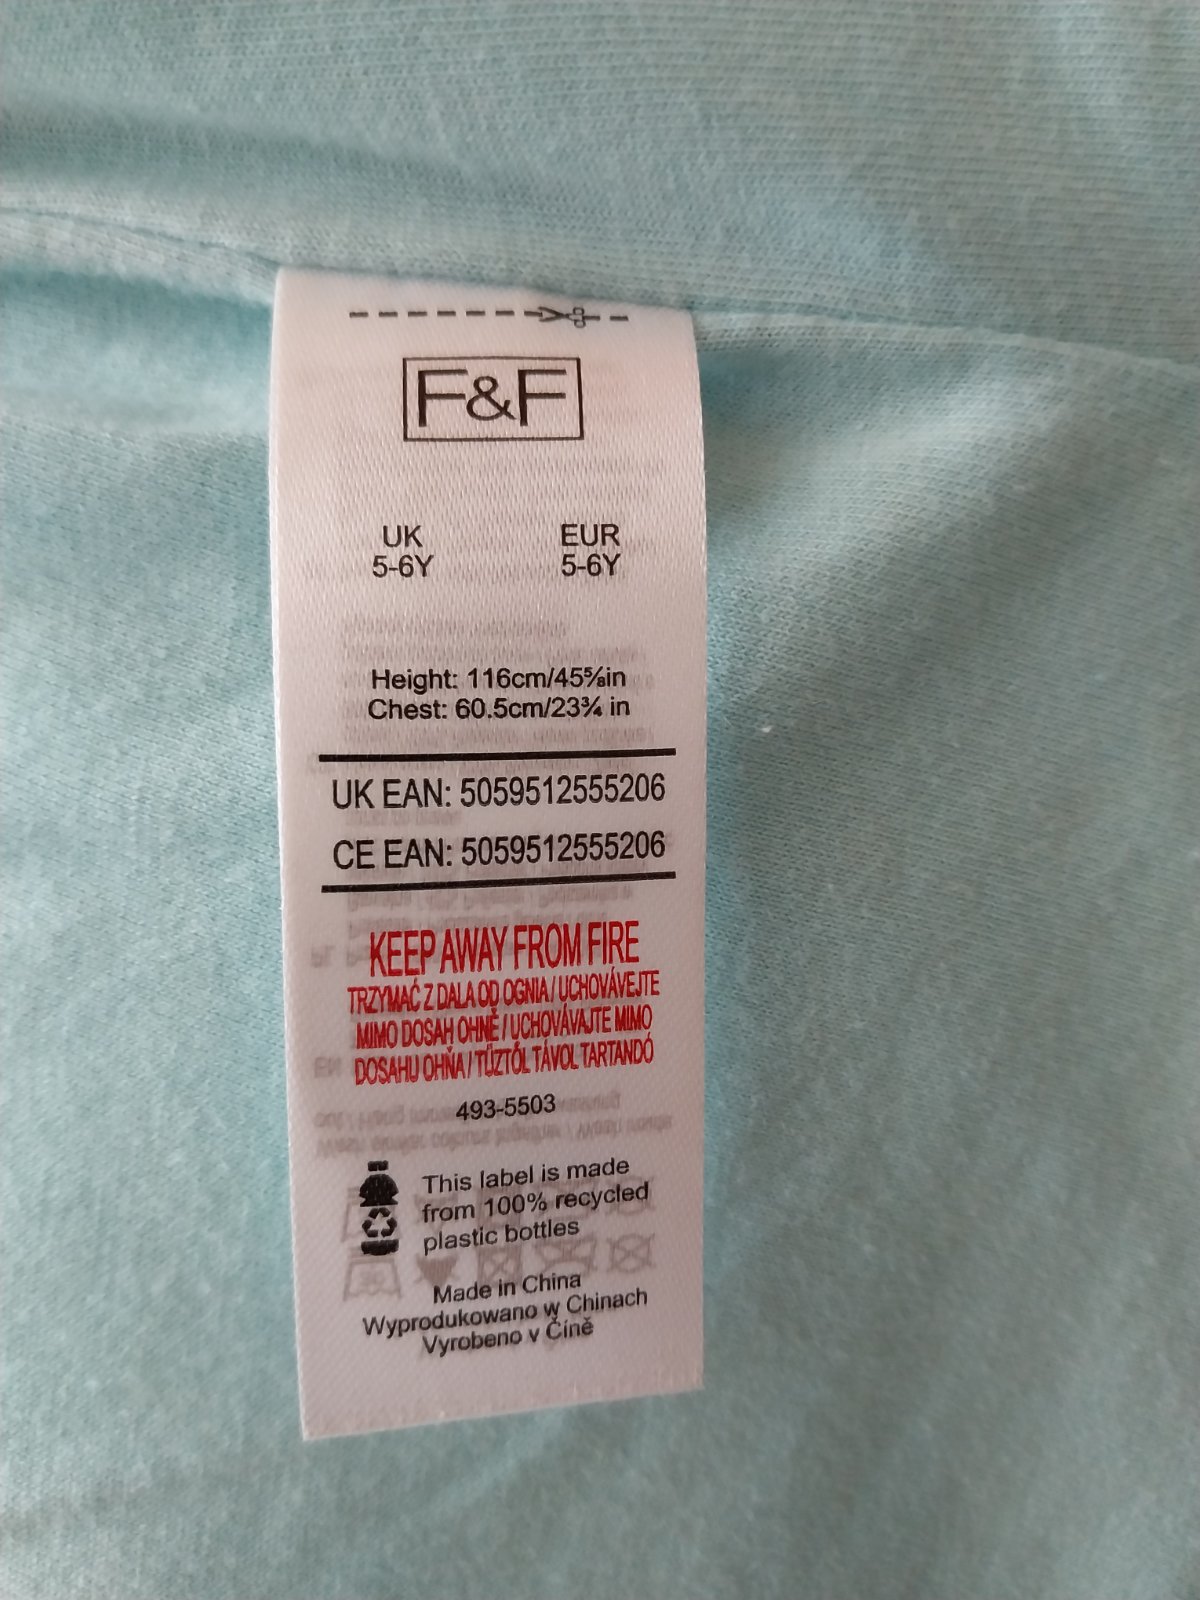 F&F
UK EUR
5-6Y 5-6Y
Height: 116cm/45⅝in
Chest: 60.5cm/23¾ in
UK EAN: 5059512555206
CE EAN: 5059512555206
KEEP AWAY FROM FIRE
TRZYMAĆ Z DALA OD OGNIA / UCHOVÁVEJTE
MIMO DOSAH OHNĚ / UCHOVÁVAJTE MIMO
DOSAHU OHŇA / TŰZTŐL TÁVOL TARTANDÓ
493-5503
This label is made
from 100% recycled
plastic bottles
Made in China
Wyprodukowano w Chinach
Vyrobeno v Číně